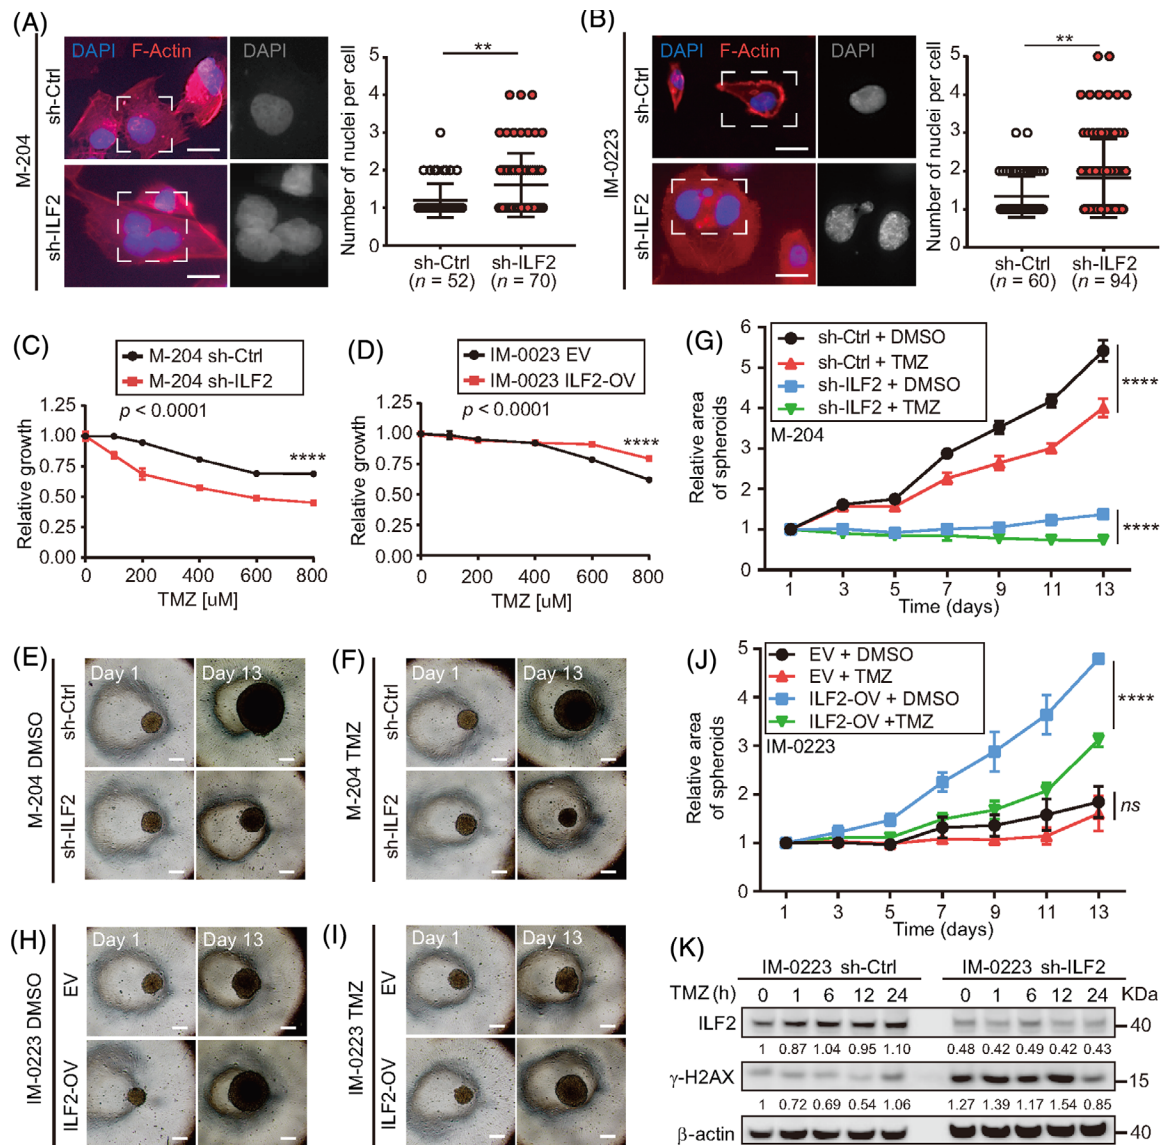 (A)
M-204
sh-Ctrl
sh-ILF2
DAPI F-Actin
DAPI
Number of nuclei per cell
5
4
3
2
1
0
**
sh-Ctrl
(n = 52)
sh-ILF2
(n = 70)
(B)
IM-0223
sh-Ctrl
sh-ILF2
DAPI F-Actin
DAPI
Number of nuclei per cell
5
4
3
2
1
0
**
sh-Ctrl
(n = 60)
sh-ILF2
(n = 94)
(C)
M-204 sh-Ctrl
M-204 sh-ILF2
p < 0.0001
****
Relative growth
1.25
1.00
0.75
0.50
0.25
0.00
0 200 400 600 800
TMZ [uM]
(D)
IM-0023 EV
IM-0023 ILF2-OV
p < 0.0001
****
Relative growth
1.25
1.00
0.75
0.50
0.25
0.00
0 200 400 600 800
TMZ [uM]
(G)
sh-Ctrl + DMSO
sh-Ctrl + TMZ
sh-ILF2 + DMSO
sh-ILF2 + TMZ
M-204
****
****
Relative area
of spheroids
6
5
4
3
2
1
0
1 3 5 7 9 11 13
Time (days)
(E)
M-204 DMSO
sh-Ctrl
sh-ILF2
Day 1
Day 13
(F)
M-204 TMZ
sh-Ctrl
sh-ILF2
Day 1
Day 13
(J)
EV + DMSO
EV + TMZ
ILF2-OV + DMSO
ILF2-OV +TMZ
IM-0223
****
ns
Relative area
of spheroids
5
4
3
2
1
0
1 3 5 7 9 11 13
Time (days)
(H)
IM-0223 DMSO
EV
ILF2-OV
Day 1
Day 13
(I)
IM-0223 TMZ
EV
ILF2-OV
Day 1
Day 13
(K)
IM-0223 sh-Ctrl IM-0223 sh-ILF2
TMZ (h) 0 1 6 12 24 0 1 6 12 24 KDa
ILF2 40
1 0.87 1.04 0.95 1.10 0.48 0.42 0.49 0.42 0.43
γ-H2AX 15
1 0.72 0.69 0.54 1.06 1.27 1.39 1.17 1.54 0.85
β-actin 40